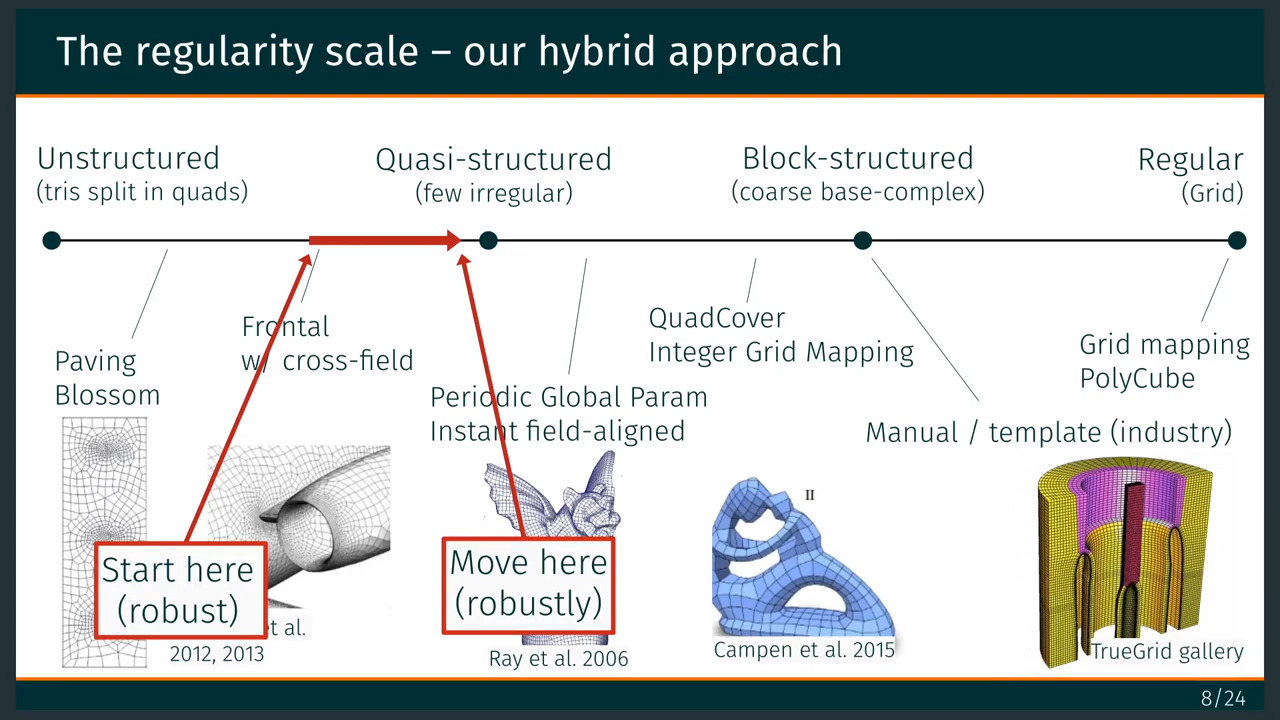 The regularity scale – our hybrid approach
Unstructured
(tris split in quads)
Quasi-structured
(few irregular)
Block-structured
(coarse base-complex)
Regular
(Grid)
Paving
Blossom
Frontal
w/ cross-field
Periodic Global Param
Instant field-aligned
QuadCover
Integer Grid Mapping
Manual / template (industry)
Grid mapping
PolyCube
Start here
(robust)
Move here
(robustly)
II
et al.
2012, 2013
Ray et al. 2006
Campen et al. 2015
TrueGrid gallery
8/24